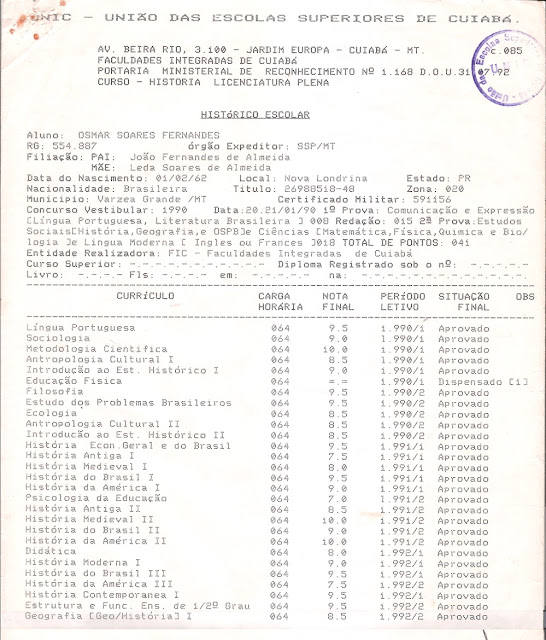 UNIC - UNIÃO DAS ESCOLAS SUPERIORES DE CUIABÁ.
AV. BEIRA RIO, 3.100 - JARDIM EUROPA - CUIABÁ - MT. c.085
FACULDADES INTEGRADAS DE CUIABÁ
PORTARIA MINISTERIAL DE RECONHECIMENTO Nº 1.168 D.O.U.31 07/92
CURSO - HISTORIA LICENCIATURA PLENA
HISTÓRICO ESCOLAR
Aluno: OSMAR SOARES FERNANDES
RG: 554.887 órgão Expeditor: SSP/MT
Filiação: PAI: João Fernandes de Almeida
MÃE: Leda Soares de Almeida
Data do Nascimento: 01/02/62 Local: Nova Londrina Estado: PR
Nacionalidade: Brasileira Titulo: 26988518-48 Zona: 020
Municipio: Varzea Grande /MT Certificado Militar: 591156
Concurso Vestibular: 1990 Data:20.21/01/90 1º Prova: Comunicação e Expressão
[Língua Portuguesa, Literatura Brasileira ] 008 Redação: 015 2ª Prova:Estudos
Sociais[História,Geografia,e OSPB]e Ciências [Matemática,Física,Quimica e Bio/
logia ]e Lingua Moderna [ Ingles ou Frances ]018 TOTAL DE PONTOS: 041
Entidade Realizadora: FIC - Faculdades Integradas de Cuiabá
Curso Superior: -.-.-.-.-.-.-.-.-.- Diploma Registrado sob o nº: -.-.-.-.-
Livro: -.-.-.- Fls: -.-.-.- em: -.-.-.-.- na: -.-.-.-.-.-.-.-.-.-.-.-
CURRÍCULO CARGA HORÁRIA NOTA FINAL PERÍODO LETIVO SITUAÇÃO FINAL OBS
Língua Portuguesa 064 9.5 1.990/1 Aprovado
Sociologia 064 9.0 1.990/1 Aprovado
Metodologia Cientifica 064 10.0 1.990/1 Aprovado
Antropologia Cultural I 064 8.5 1.990/1 Aprovado
Introdução ao Est. Histórico I 064 9.0 1.990/1 Aprovado
Educação Física 064 =.= 1.990/1 Dispensado [1]
Filosofia 064 9.5 1.990/2 Aprovado
Estudo dos Problemas Brasileiros 064 9.5 1.990/2 Aprovado
Ecologia 064 8.5 1.990/2 Aprovado
Antropologia Cultural II 064 8.5 1.990/2 Aprovado
Introdução ao Est. Histórico II 064 8.5 1.990/2 Aprovado
História Econ.Geral e do Brasil 064 9.5 1.991/1 Aprovado
História Antiga I 064 7.5 1.991/1 Aprovado
História Medieval I 064 8.0 1.991/1 Aprovado
História do Brasil I 064 9.5 1.991/1 Aprovado
História da América I 064 9.0 1.991/1 Aprovado
Psicologia da Educação 064 7.0 1.991/2 Aprovado
História Antiga II 064 8.5 1.991/2 Aprovado
História Medieval II 064 10.0 1.991/2 Aprovado
História do Brasil II 064 9.0 1.991/2 Aprovado
História da América II 064 10.0 1.991/2 Aprovado
Didática 064 8.0 1.992/1 Aprovado
História Moderna I 064 9.0 1.992/1 Aprovado
História do Brasil III 064 9.5 1.992/1 Aprovado
História da América III 064 7.5 1.992/1 Aprovado
História Contemporanea I 064 9.5 1.992/1 Aprovado
Estrutura e Func. Ens. de 1/2º Grau 064 9.5 1.992/2 Aprovado
Geografia [Geo/História] I 064 8.5 1.992/2 Aprovado